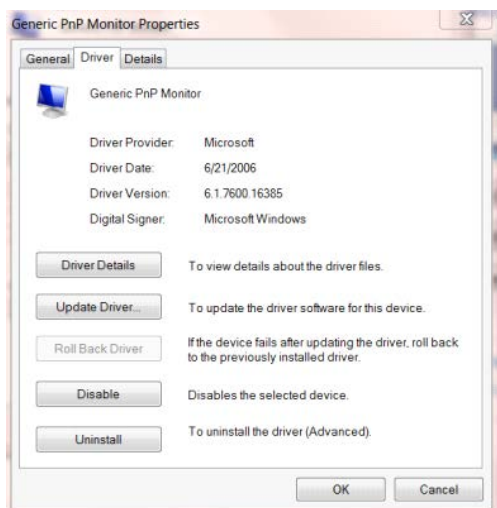 Generic PnP Monitor Properties
General Driver Details
Generic PnP Monitor
Driver Provider: Microsoft
Driver Date: 6/21/2006
Driver Version: 6.1.7600.16385
Digital Signer: Microsoft Windows
Driver Details To view details about the driver files.
Update Driver... To update the driver software for this device.
Roll Back Driver If the device fails after updating the driver, roll back
to the previously installed driver.
Disable Disables the selected device.
Uninstall To uninstall the driver (Advanced).
OK Cancel